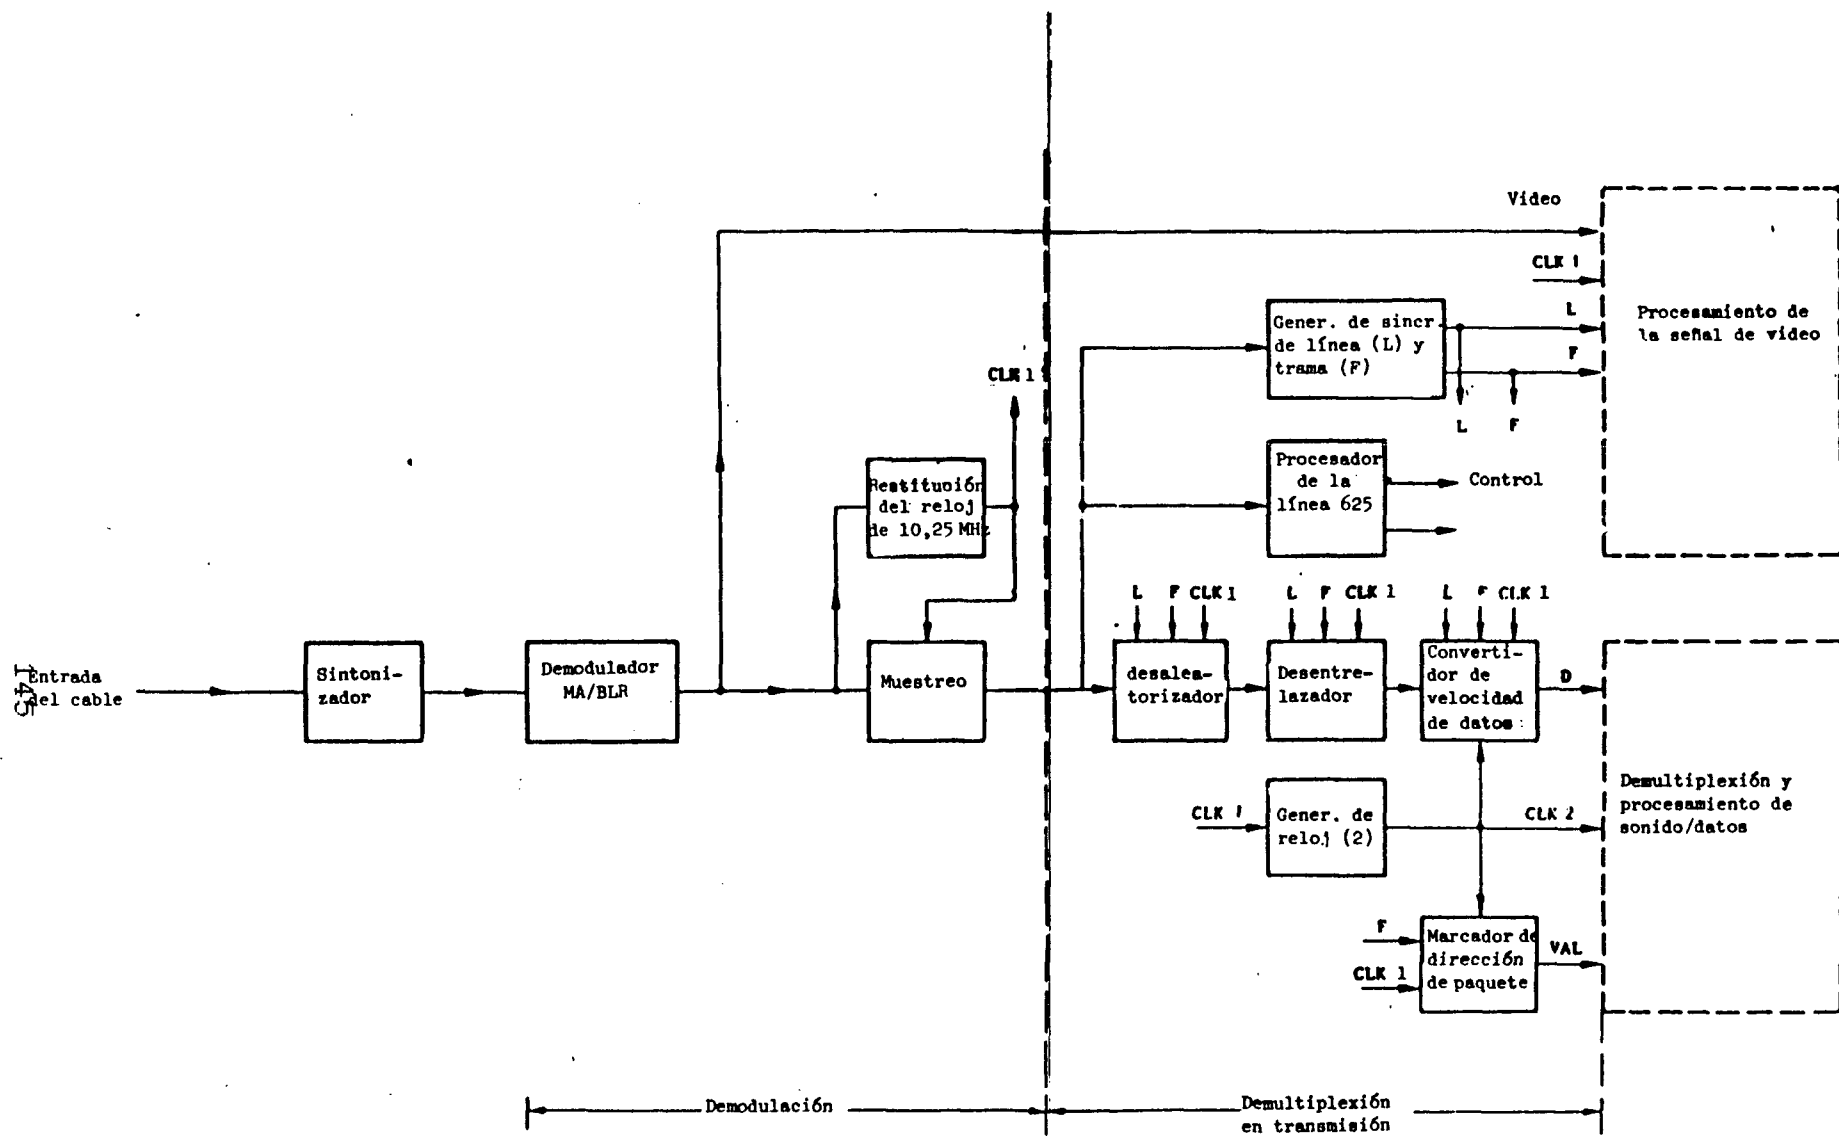 Vídeo
CLK 1
Gener. de sincr.
de línea (L) y
trama (F)
L
F
L
F
Procesamiento de
la señal de vídeo
CLK 1
Restitución
del reloj
de 10,25 MHz
Procesador
de la
línea 625
Control
Entrada
del cable
145
Sintoni-
zador
Demodulador
MA/BLR
Muestreo
L F CLK 1
L F CLK 1
L F CLK 1
desalea-
torizador
Desentre-
lazador
Converti-
dor de
velocidad
de datos
D
CLK 1
Gener. de
reloj (2)
CLK 2
Demultiplexión y
procesamiento de
sonido/datos
F
CLK 1
Marcador de
dirección
de paquete
VAL
Demodulación
Demultiplexión
en transmisión